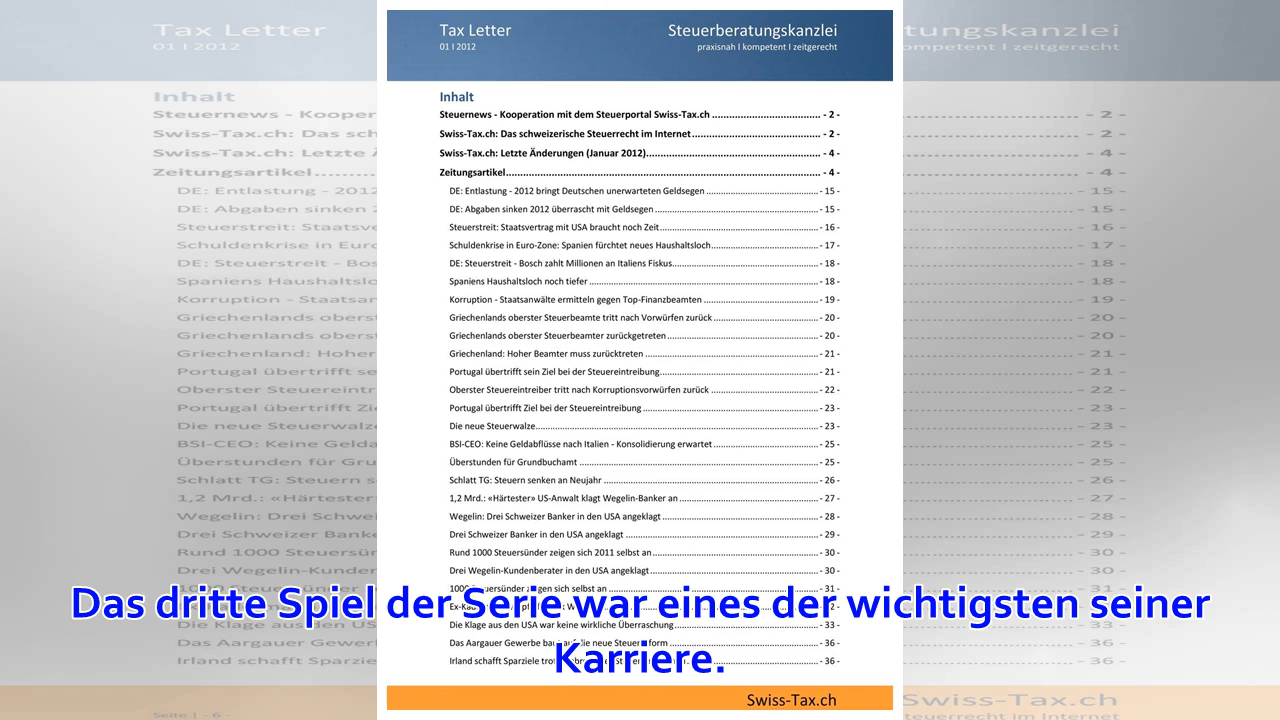 Tax Letter
01 I 2012
Steuerberatungskanzlei
praxisnah I kompetent I zeitgerecht
Inhalt
Steuernews - Kooperation mit dem Steuerportal Swiss-Tax.ch - 2 -
Swiss-Tax.ch: Das schweizerische Steuerrecht im Internet - 2 -
Swiss-Tax.ch: Letzte Änderungen (Januar 2012) - 4 -
Zeitungsartikel - 4 -
DE: Entlastung - 2012 bringt Deutschen unerwarteten Geldsegen - 15 -
DE: Abgaben sinken 2012 überrascht mit Geldsegen - 15 -
Steuerstreit: Staatsvertrag mit USA braucht noch Zeit - 16 -
Schuldenkrise in Euro-Zone: Spanien fürchtet neues Haushaltsloch - 17 -
DE: Steuerstreit - Bosch zahlt Millionen an Italiens Fiskus - 18 -
Spaniens Haushaltsloch noch tiefer - 18 -
Korruption - Staatsanwälte ermitteln gegen Top-Finanzbeamten - 19 -
Griechenlands oberster Steuerbeamte tritt nach Vorwürfen zurück - 20 -
Griechenlands oberster Steuerbeamter zurückgetreten - 20 -
Griechenland: Hoher Beamter muss zurücktreten - 21 -
Portugal übertrifft sein Ziel bei der Steuereintreibung - 21 -
Oberster Steuereintreiber tritt nach Korruptionsvorwürfen zurück - 22 -
Portugal übertrifft Ziel bei der Steuereintreibung - 23 -
Die neue Steuerwalze - 23 -
BSI-CEO: Keine Geldabflüsse nach Italien - Konsolidierung erwartet - 25 -
Überstunden für Grundbuchamt - 25 -
Schlatt TG: Steuern senken an Neujahr - 26 -
1,2 Mrd.: «Härtester» US-Anwalt klagt Wegelin-Banker an - 27 -
Wegelin: Drei Schweizer Banker in den USA angeklagt - 28 -
Drei Schweizer Banker in den USA angeklagt - 29 -
Rund 1000 Steuersünder zeigen sich 2011 selbst an - 30 -
Drei Wegelin-Kundenberater in den USA angeklagt - 30 -
zeigen sich selbst an - 31 -
Das dritte Spiel der Serie war eines der wichtigsten seiner
Die Klage aus den USA war keine wirkliche Überraschung - 33 -
Das Aargauer Gewerbe die neue - 36 -
Karriere.
Irland schafft Sparziele - 36 -
Swiss-Tax.ch